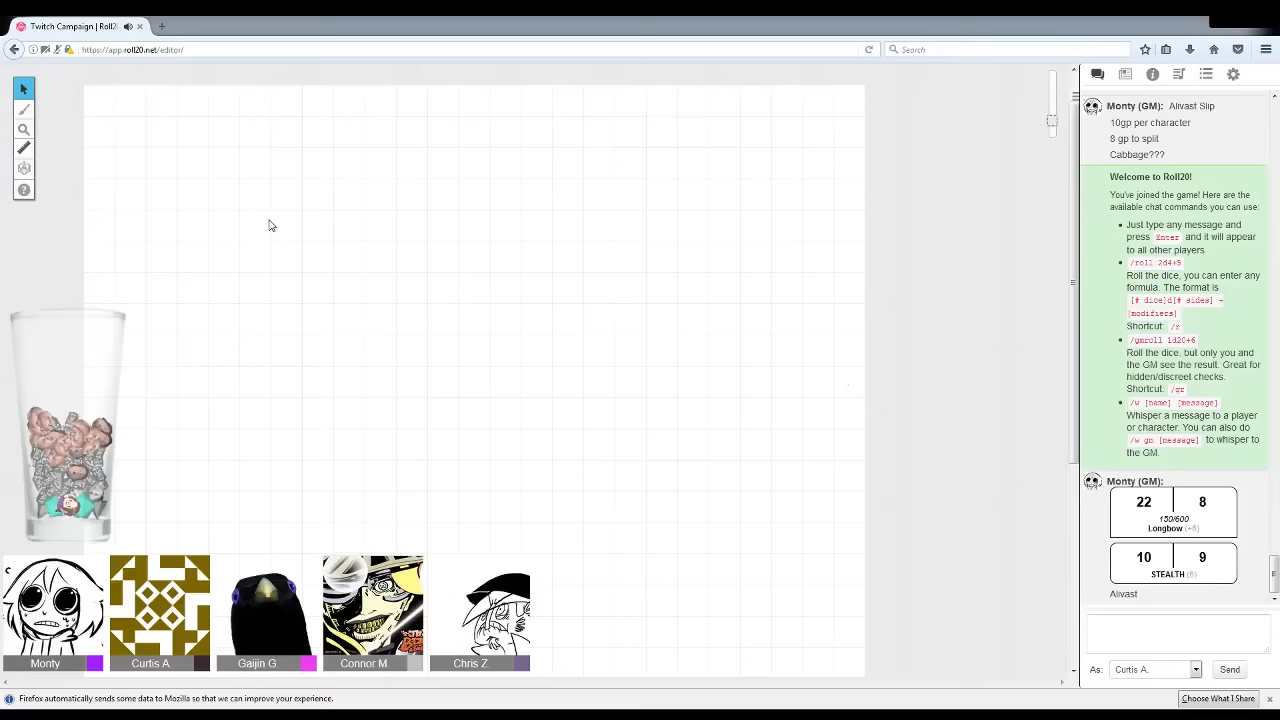 Twitch Campaign | Roll20
https://app.roll20.net/editor/
Search
Monty (GM): Alivast Slip
10gp per character
8 gp to split
Cabbage???
Welcome to Roll20!
You've joined the game! Here are the
available chat commands you can use:
Just type any message and
press Enter and it will appear
to all other players.
/roll 2d4+5
Roll the dice, you can enter any
formula. The format is
[# dice]d[# sides] +
[modifiers]
Shortcut: /r
/gmroll 1d20+6
Roll the dice, but only you and
the GM see the result. Great for
hidden/discreet checks.
Shortcut: /gr
/w [name] [message]
Whisper a message to a player
or character. You can also do
/w gm [message] to whisper to
the GM.
Monty (GM):
22 8
150/600
Longbow (+8)
10 9
STEALTH (6)
Alivast
As: Curtis A. Send
Monty
Curtis A.
Gaijin G.
Connor M.
Chris Z.
Firefox automatically sends some data to Mozilla so that we can improve your experience.
Choose What I Share